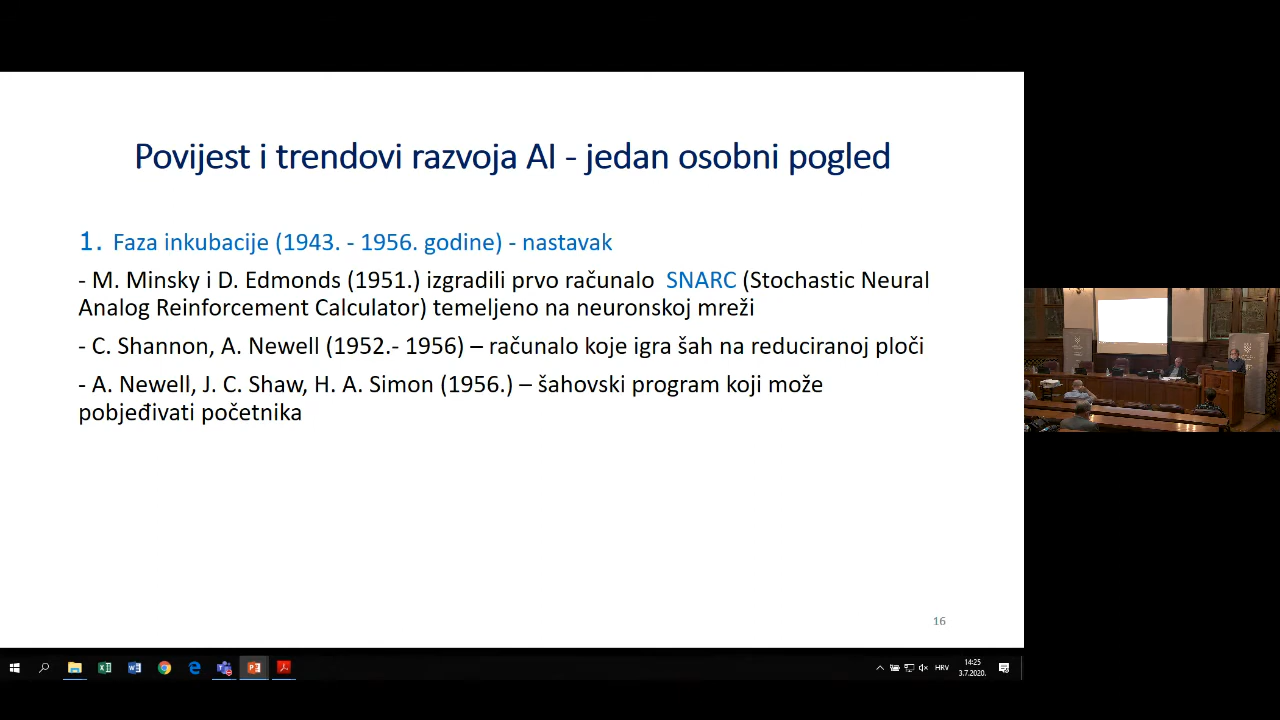 Povijest i trendovi razvoja AI - jedan osobni pogled
1. Faza inkubacije (1943. - 1956. godine) - nastavak
- M. Minsky i D. Edmonds (1951.) izgradili prvo računalo SNARC (Stochastic Neural
Analog Reinforcement Calculator) temeljeno na neuronskoj mreži
- C. Shannon, A. Newell (1952.- 1956) – računalo koje igra šah na reduciranoj ploči
- A. Newell, J. C. Shaw, H. A. Simon (1956.) – šahovski program koji može
pobjeđivati početnika
16
HRV
14:25
3.7.2020.